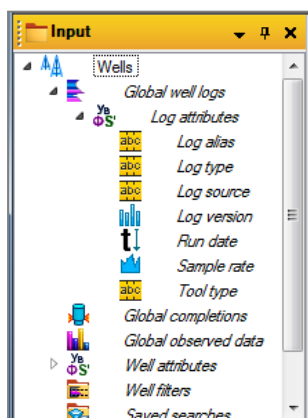 Input
Wells
Global well logs
Log attributes
Log alias
Log type
Log source
Log version
Run date
Sample rate
Tool type
Global completions
Global observed data
Well attributes
Well filters
Saved searches